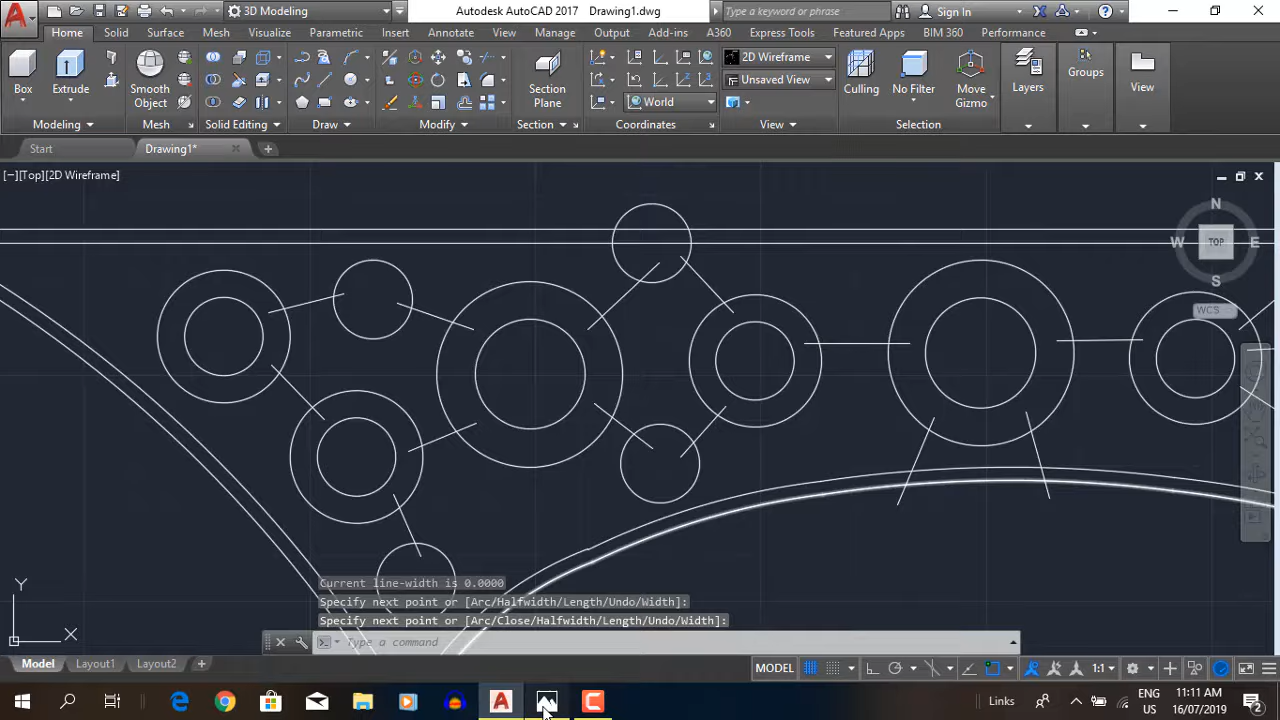 3D Modeling
Autodesk AutoCAD 2017 Drawing1.dwg
Type a keyword or phrase
Sign In
Home Solid Surface Mesh Visualize Parametric Insert Annotate View Manage Output Add-ins A360 Express Tools Featured Apps BIM 360 Performance
Box
Extrude
Smooth Object
Section Plane
World
2D Wireframe
Unsaved View
Culling
No Filter
Move Gizmo
Layers
Groups
View
Modeling
Mesh
Solid Editing
Draw
Modify
Section
Coordinates
View
Selection
Start
Drawing1*
[−][Top][2D Wireframe]
N
W
TOP
E
S
WCS
Y
X
Current line-width is 0.0000
Specify next point or [Arc/Halfwidth/Length/Undo/Width]:
Specify next point or [Arc/Close/Halfwidth/Length/Undo/Width]:
Type a command
Model Layout1 Layout2
MODEL
1:1
Links
ENG
US
11:11 AM
16/07/2019
2